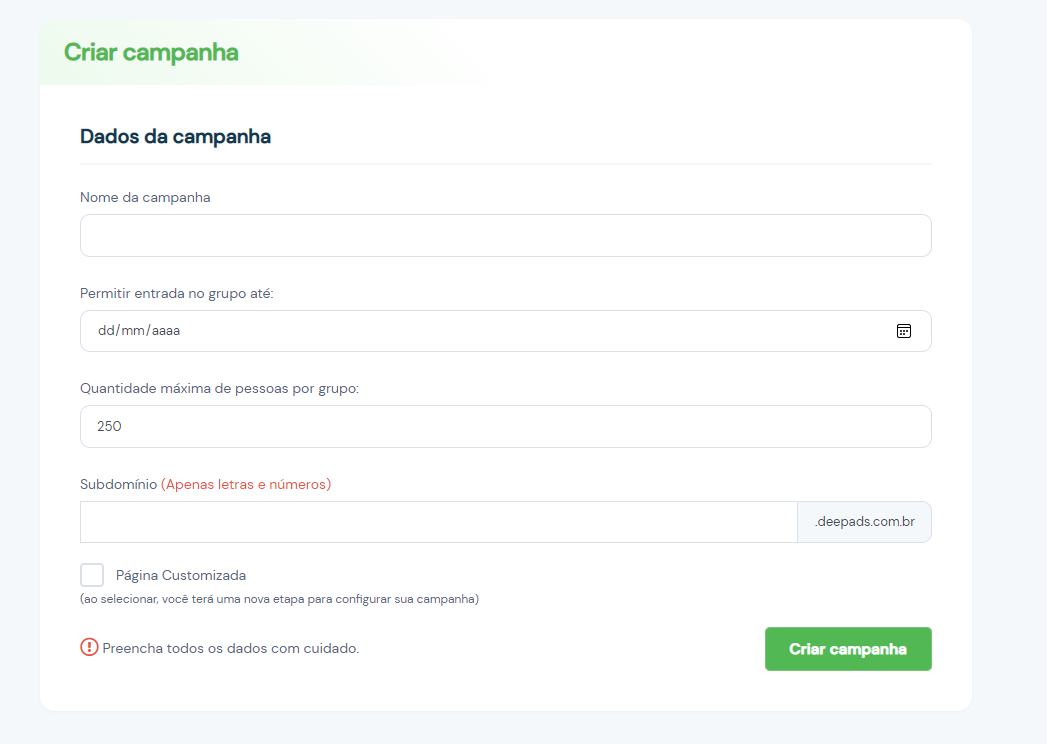 Criar campanha
Dados da campanha
Nome da campanha
Permitir entrada no grupo até:
dd/mm/aaaa
Quantidade máxima de pessoas por grupo:
250
Subdomínio (Apenas letras e números)
.deepads.com.br
Página Customizada
(ao selecionar, você terá uma nova etapa para configurar sua campanha)
Preencha todos os dados com cuidado.
Criar campanha